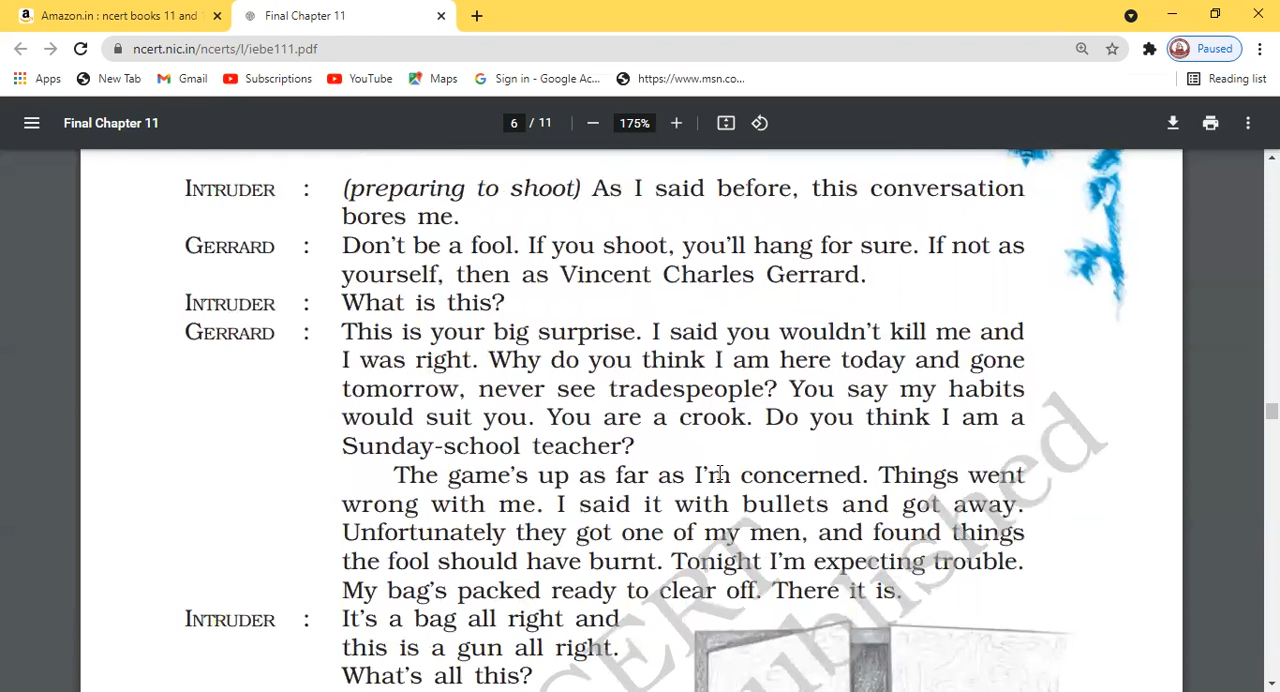 Amazon.in : ncert books 11 and
Final Chapter 11
Paused
ncert.nic.in/ncerts/l/iebe111.pdf
Apps New Tab Gmail Subscriptions YouTube Maps Sign in - Google Ac... https://www.msn.co... Reading list
Final Chapter 11 6 / 11 175%
INTRUDER : (preparing to shoot) As I said before, this conversation
bores me.
GERRARD : Don't be a fool. If you shoot, you'll hang for sure. If not as
yourself, then as Vincent Charles Gerrard.
INTRUDER : What is this?
GERRARD : This is your big surprise. I said you wouldn't kill me and
I was right. Why do you think I am here today and gone
tomorrow, never see tradespeople? You say my habits
would suit you. You are a crook. Do you think I am a
Sunday-school teacher?
The game's up as far as I'm concerned. Things went
wrong with me. I said it with bullets and got away.
Unfortunately they got one of my men, and found things
the fool should have burnt. Tonight I'm expecting trouble.
My bag's packed ready to clear off. There it is.
INTRUDER : It's a bag all right and
this is a gun all right.
What's all this?